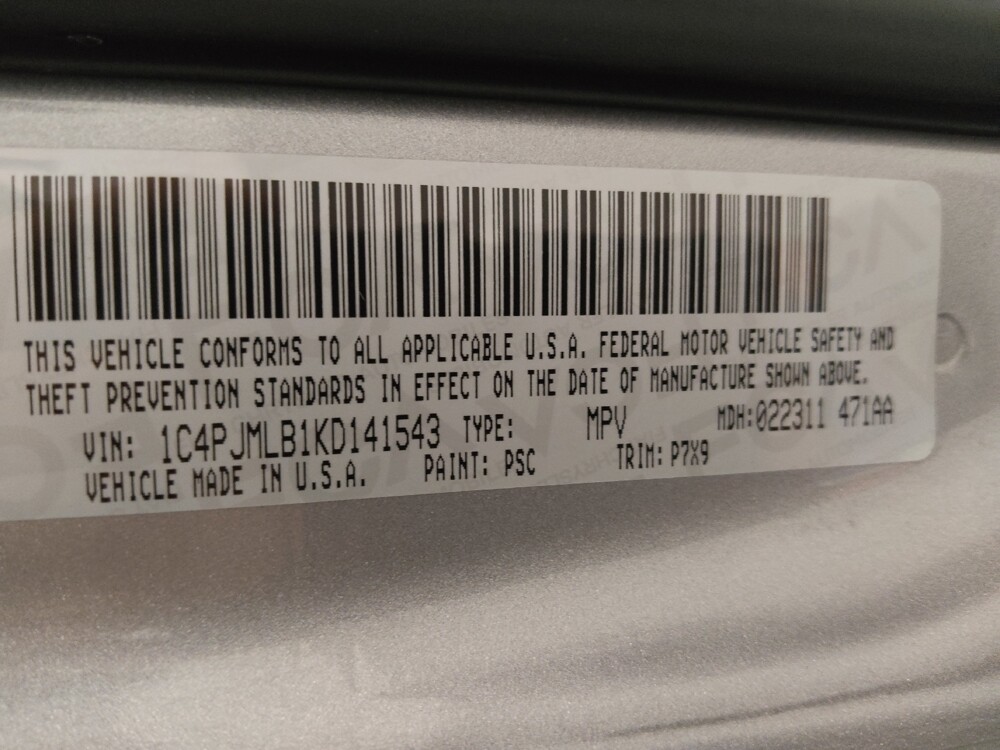 THIS VEHICLE CONFORMS TO ALL APPLICABLE U.S.A. FEDERAL MOTOR VEHICLE SAFETY AND
THEFT PREVENTION STANDARDS IN EFFECT ON THE DATE OF MANUFACTURE SHOWN ABOVE.
VIN: 1C4PJMLB1KD141543 TYPE: MPV MDH:022311 471AA
VEHICLE MADE IN U.S.A. PAINT: PSC TRIM: P7X9